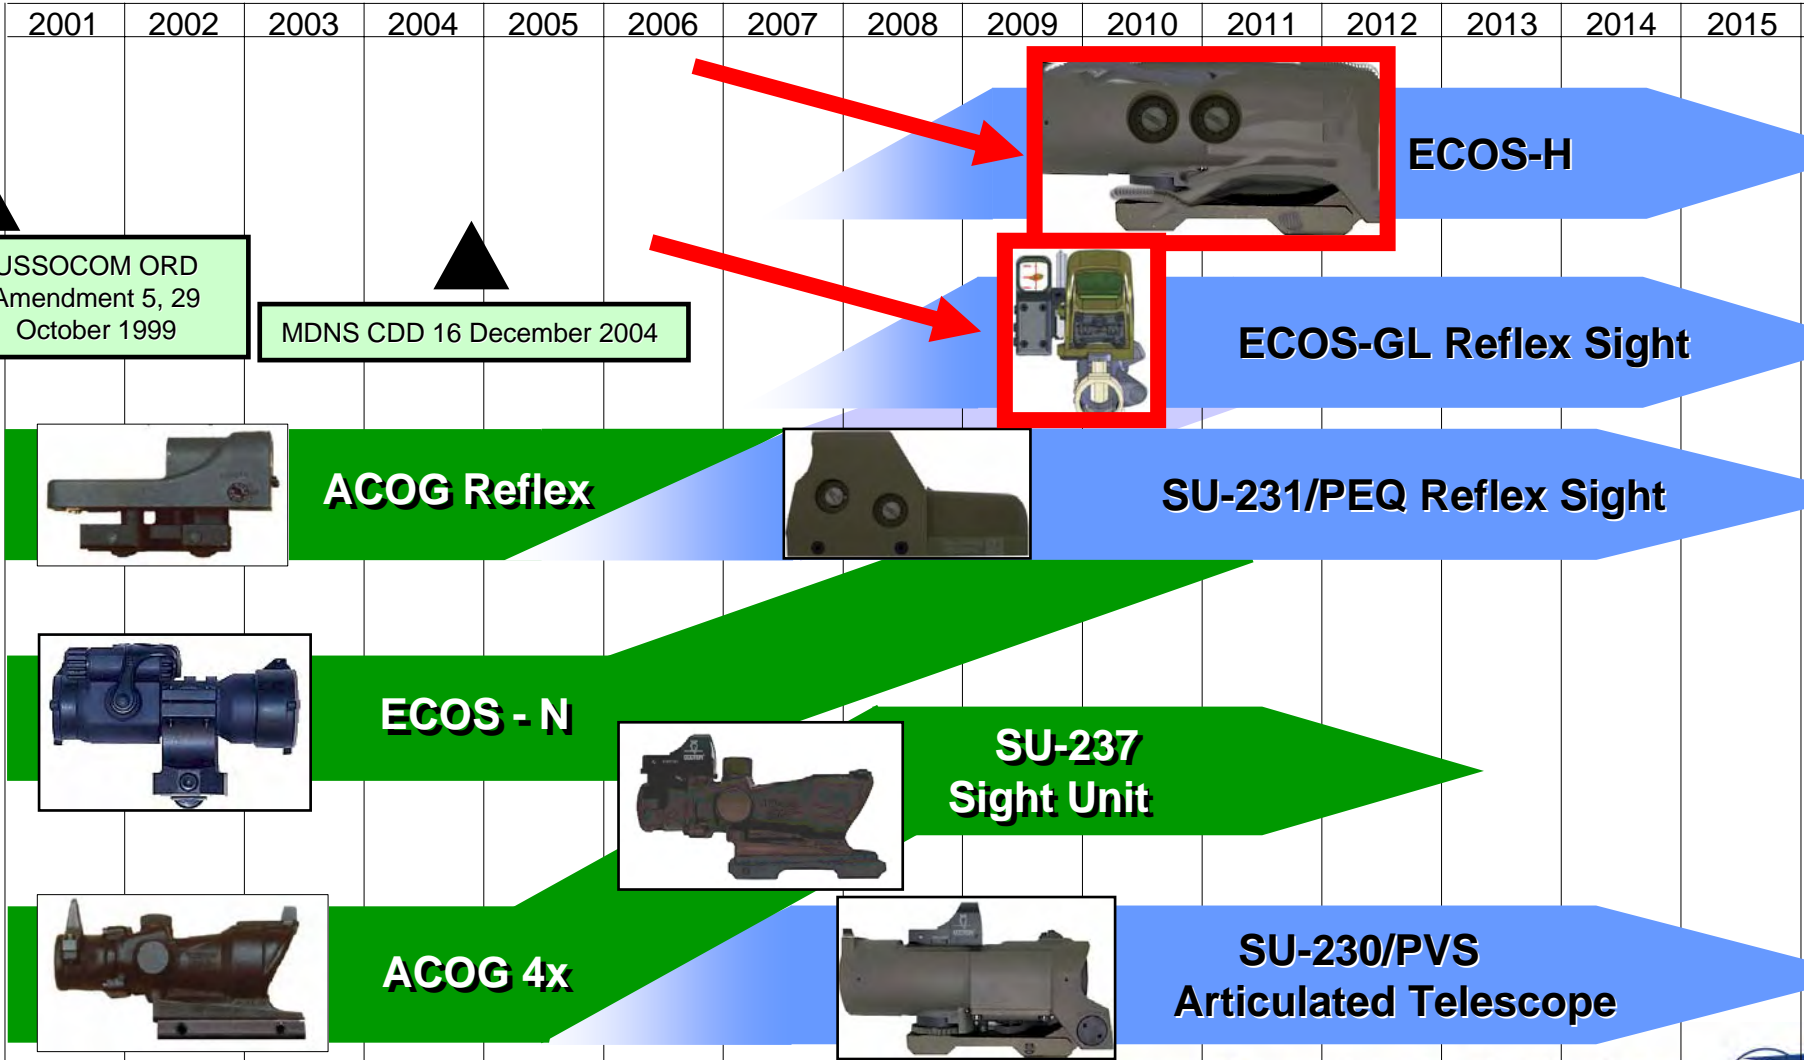 2001 2002 2003 2004 2005 2006 2007 2008 2009 2010 2011 2012 2013 2014 2015
ECOS-H
USSOCOM ORD
Amendment 5, 29
October 1999
MDNS CDD 16 December 2004
ECOS-GL Reflex Sight
ACOG Reflex
SU-231/PEQ Reflex Sight
ECOS - N
SU-237
Sight Unit
ACOG 4x
SU-230/PVS
Articulated Telescope